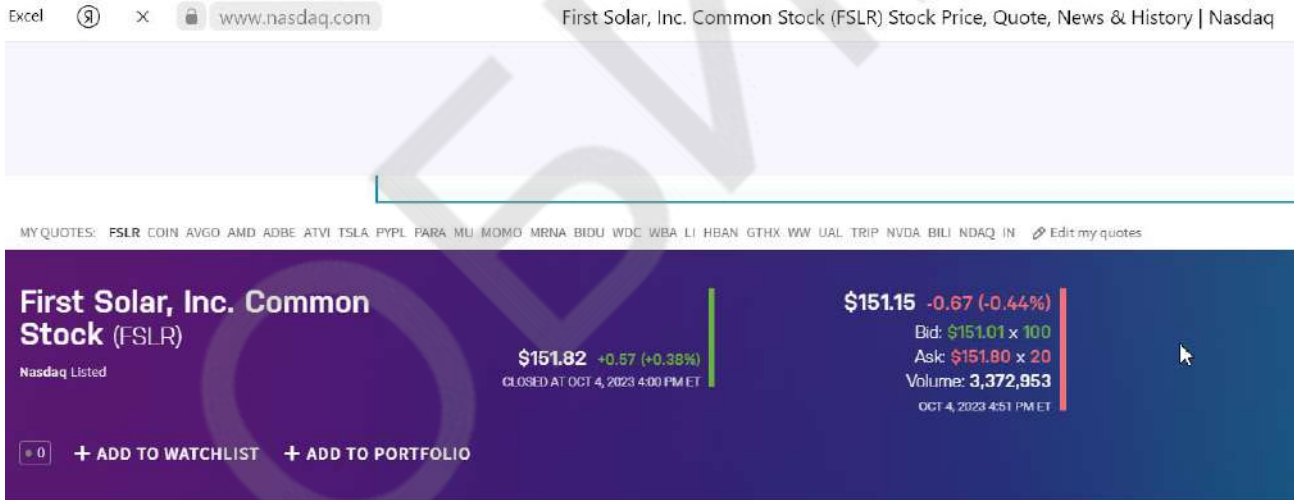 Excel Я × www.nasdaq.com First Solar, Inc. Common Stock (FSLR) Stock Price, Quote, News & History | Nasdaq
MY QUOTES: FSLR COIN AVGO AMD ADBE ATVI TSLA PYPL PARA MU MOMO MRNA BIDU WDC WBA LI HBAN GTHX WW UAL TRIP NVDA BILI NDAQ IN Edit my quotes
First Solar, Inc. Common
Stock (FSLR)
Nasdaq Listed
$151.82 +0.57 (+0.38%)
CLOSED AT OCT 4, 2023 4:00 PM ET
$151.15 -0.67 (-0.44%)
Bid: $151.01 x 100
Ask: $151.80 x 20
Volume: 3,372,953
OCT 4, 2023 4:51 PM ET
0 + ADD TO WATCHLIST + ADD TO PORTFOLIO